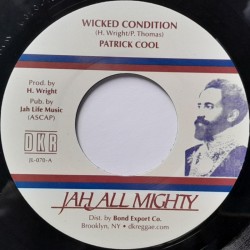 WICKED CONDITION
(H. Wright/P. Thomas)
PATRICK COOL
Prod. by
H. Wright
Pub. by
Jah Life Music
(ASCAP)
DKR
JL-070-A
JAH ALL MIGHTY
Dist. by Bond Export Co.
Brooklyn, NY • dkreggae.com